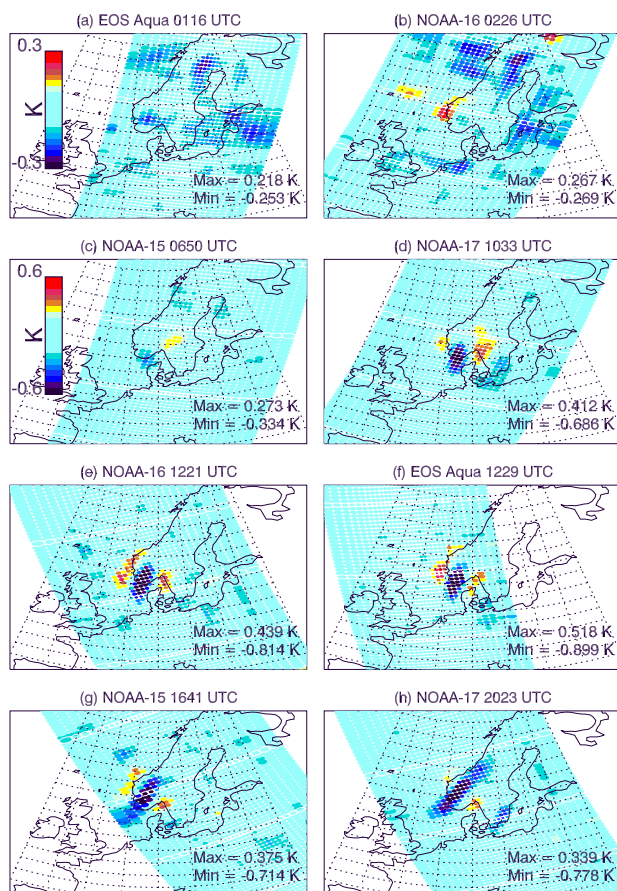 (a) EOS Aqua 0116 UTC
0.3
K
-0.3
Max = 0.218 K
Min = -0.253 K
(b) NOAA-16 0226 UTC
Max = 0.267 K
Min = -0.269 K
(c) NOAA-15 0650 UTC
0.6
K
-0.6
Max = 0.273 K
Min = -0.334 K
(d) NOAA-17 1033 UTC
Max = 0.412 K
Min = -0.686 K
(e) NOAA-16 1221 UTC
Max = 0.439 K
Min = -0.814 K
(f) EOS Aqua 1229 UTC
Max = 0.518 K
Min = -0.899 K
(g) NOAA-15 1641 UTC
Max = 0.375 K
Min = -0.714 K
(h) NOAA-17 2023 UTC
Max = 0.339 K
Min = -0.778 K